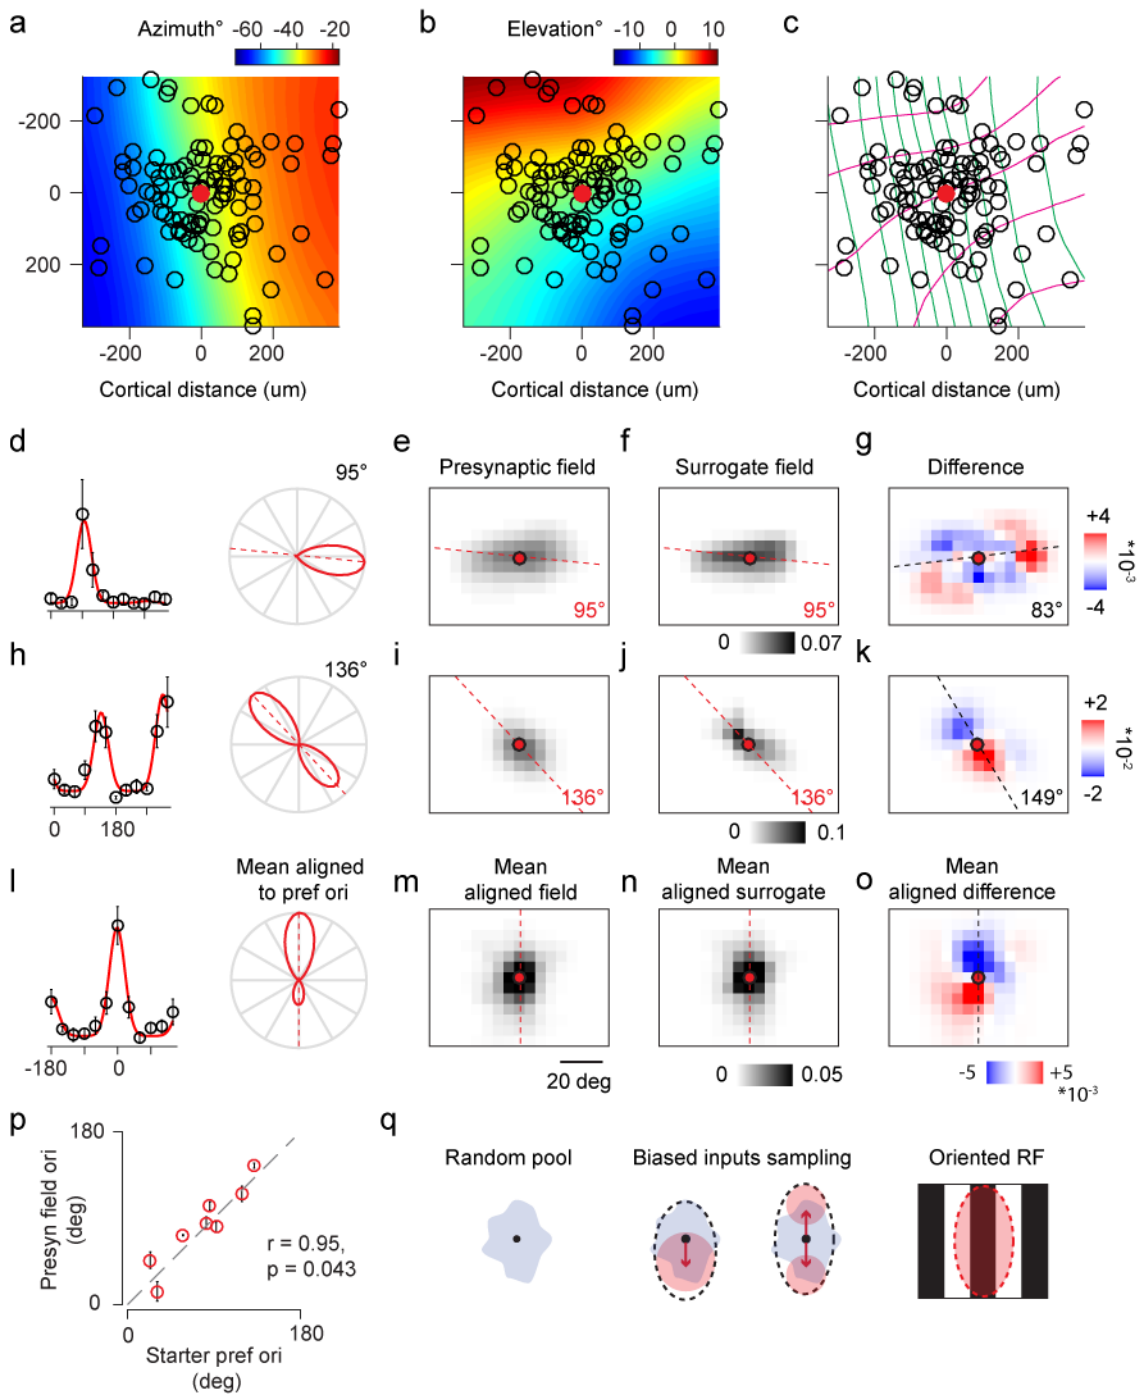 a
Azimuth°
-60 -40 -20
b
Elevation°
-10 0 10
c
-200
0
200
-200 0 200
Cortical distance (um)
-200 0 200
Cortical distance (um)
-200 0 200
Cortical distance (um)
d
95°
e
Presynaptic field
95°
f
Surrogate field
95°
0 0.07
g
Difference
83°
+4
*10-3
-4
h
136°
0 180
i
136°
j
136°
0 0.1
k
149°
+2
*10-2
-2
l
Mean aligned
to pref ori
-180 0
m
Mean
aligned field
20 deg
n
Mean
aligned surrogate
0 0.05
o
Mean
aligned difference
-5 +5
*10-3
p
180
Presyn field ori
(deg)
0
r = 0.95,
p = 0.043
0 180
Starter pref ori
(deg)
q
Random pool
Biased inputs sampling
Oriented RF